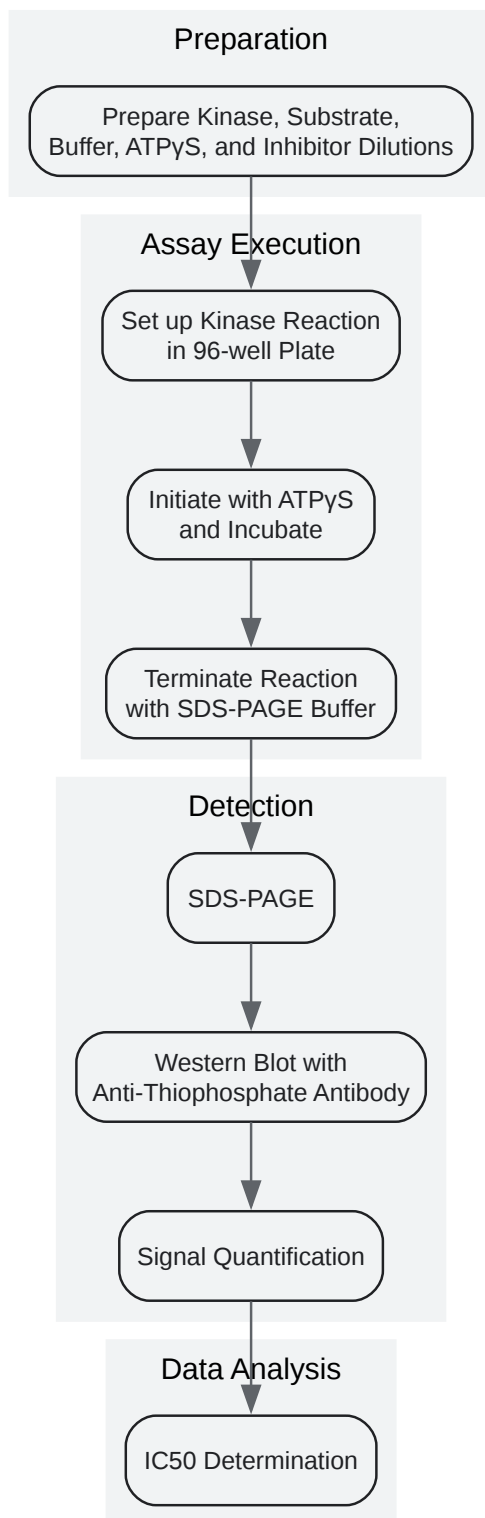 Preparation
Prepare Kinase, Substrate,
Buffer, ATPγS, and Inhibitor Dilutions
Assay Execution
Set up Kinase Reaction
in 96-well Plate
Initiate with ATPγS
and Incubate
Terminate Reaction
with SDS-PAGE Buffer
Detection
SDS-PAGE
Western Blot with
Anti-Thiophosphate Antibody
Signal Quantification
Data Analysis
IC50 Determination